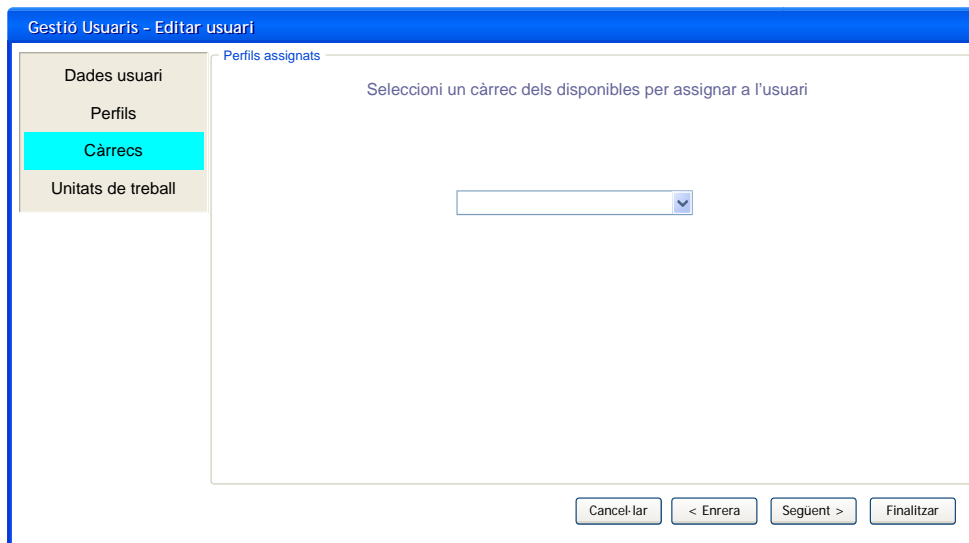 Gestió Usuaris - Editar usuari
Perfils assignats
Dades usuari
Seleccioni un càrrec dels disponibles per assignar a l’usuari
Perfils
Càrrecs
Unitats de treball
Cancel·lar
< Enrera
Següent >
Finalitzar